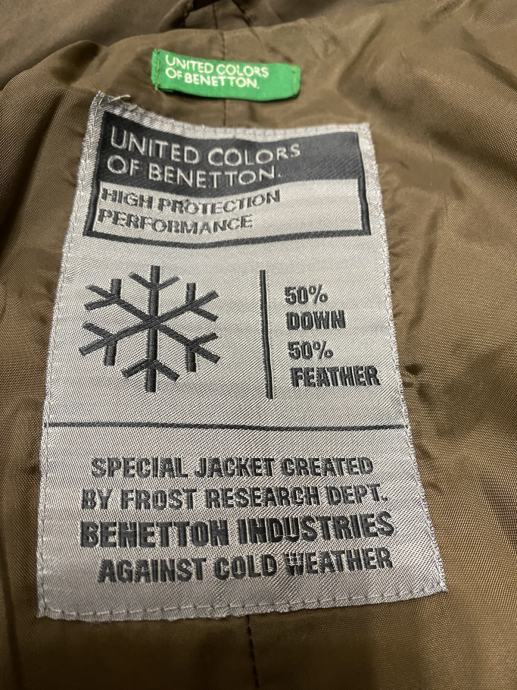 UNITED COLORS
OF BENETTON.
UNITED COLORS
OF BENETTON.
HIGH PROTECTION
PERFORMANCE
50%
DOWN
50%
FEATHER
SPECIAL JACKET CREATED
BY FROST RESEARCH DEPT.
BENETTON INDUSTRIES
AGAINST COLD WEATHER